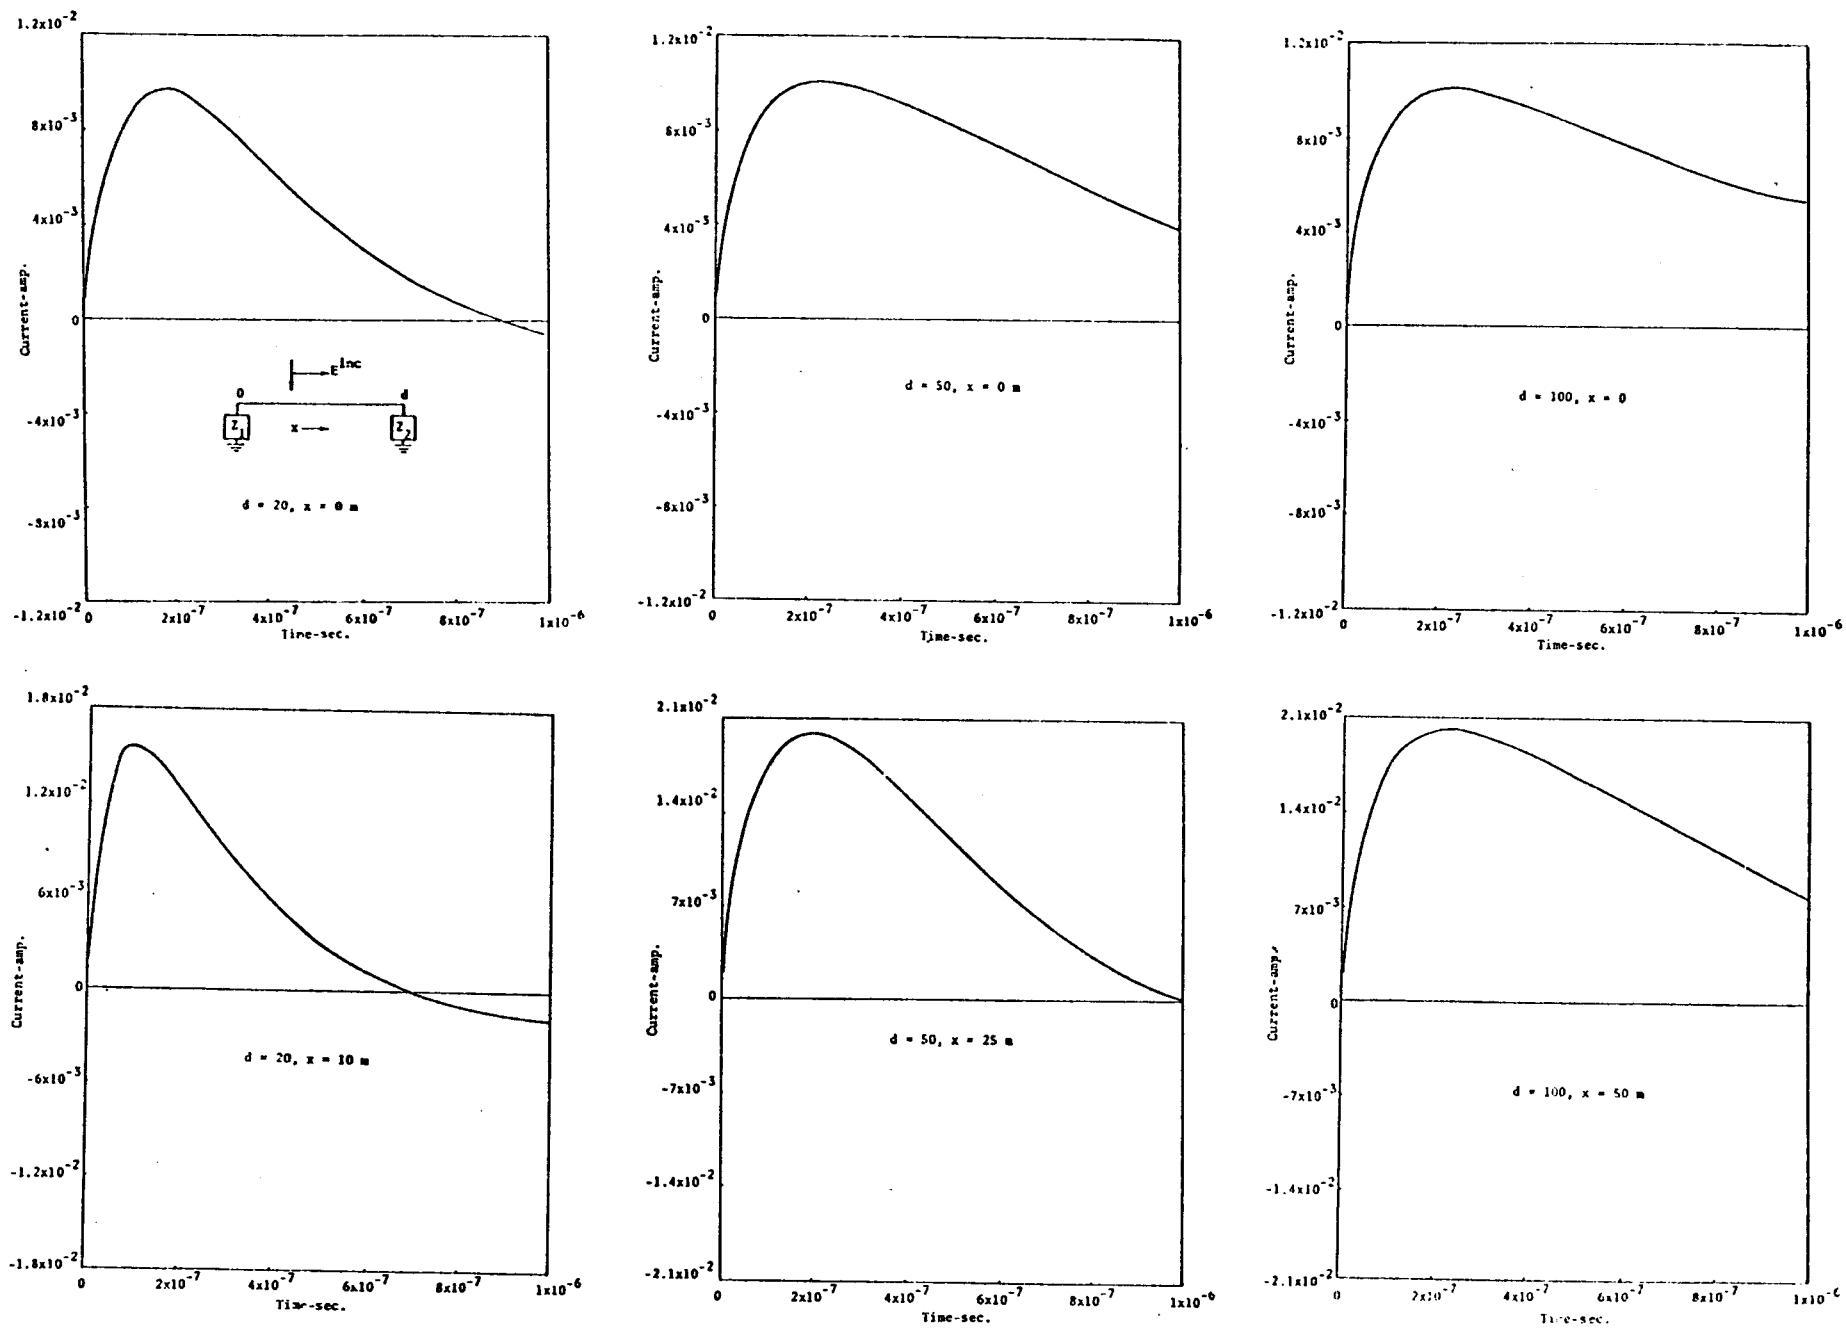 1.2x10-2
8x10-3
4x10-3
0
-4x10-3
-3x10-3
-1.2x10-2
Current-amp.
0
2x10-7
4x10-7
6x10-7
8x10-7
1x10-6
Time-sec.
E inc
0
d
Z1
x
Z2
d = 20, x = 0 m
1.2x10-2
8x10-3
4x10-3
0
-4x10-3
-8x10-3
-1.2x10-2
Current-amp.
0
2x10-7
4x10-7
6x10-7
8x10-7
1x10-6
Time-sec.
d = 50, x = 0 m
1.2x10-2
8x10-3
4x10-3
0
-4x10-3
-8x10-3
-1.2x10-2
Current-amp.
0
2x10-7
4x10-7
6x10-7
8x10-7
1x10-6
Time-sec.
d = 100, x = 0
1.8x10-2
1.2x10-2
6x10-3
0
-6x10-3
-1.2x10-2
-1.8x10-2
Current-amp.
0
2x10-7
4x10-7
6x10-7
8x10-7
1x10-6
Time-sec.
d = 20, x = 10 m
2.1x10-2
1.4x10-2
7x10-3
0
-7x10-3
-1.4x10-2
-2.1x10-2
Current-amp.
0
2x10-7
4x10-7
6x10-7
8x10-7
1x10-6
Time-sec.
d = 50, x = 25 m
2.1x10-2
1.4x10-2
7x10-3
0
-7x10-3
-1.4x10-2
-2.1x10-2
Current-amp.
0
2x10-7
4x10-7
6x10-7
8x10-7
1x10-6
Time-sec.
d = 100, x = 50 m